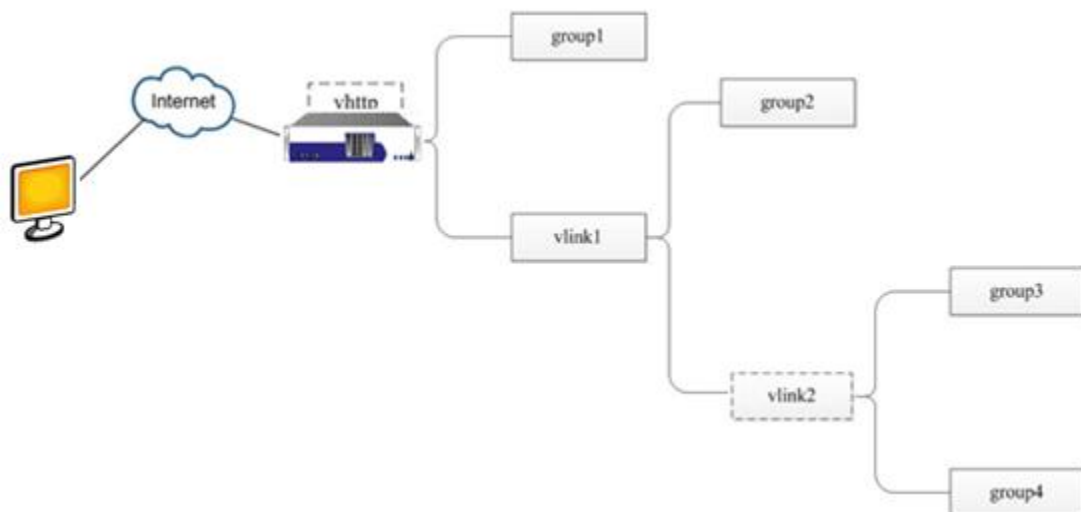 group1
Internet
vhttp
group2
vlink1
group3
vlink2
group4